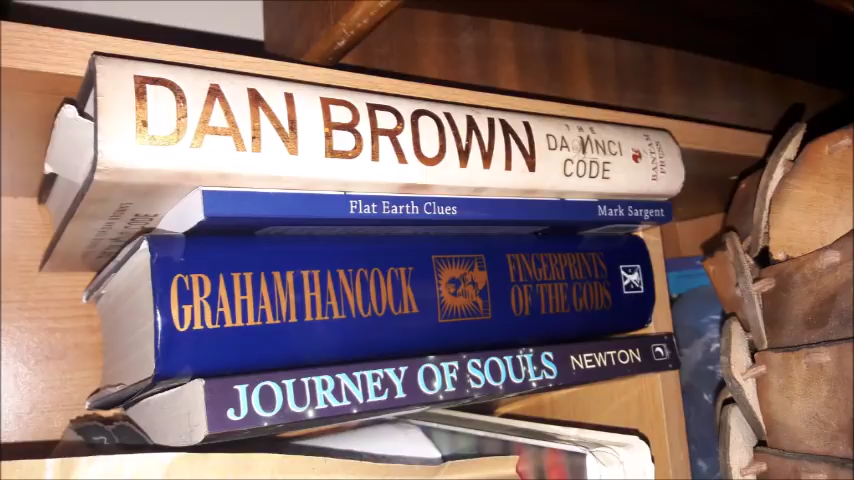 DAN BROWN
THE
DA VINCI
CODE
BANTAM
PRESS
Flat Earth Clues
Mark Sargent
GRAHAM HANCOCK
FINGERPRINTS
OF THE GODS
JOURNEY OF SOULS
NEWTON